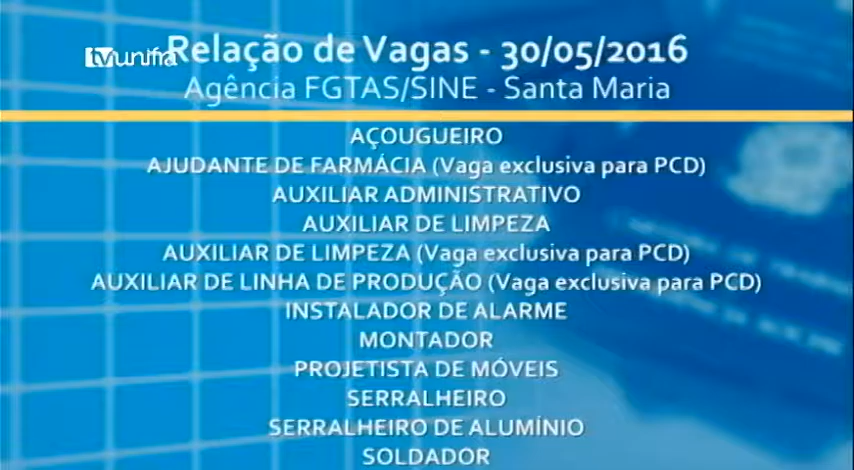 tvunifra
Relação de Vagas - 30/05/2016
Agência FGTAS/SINE - Santa Maria
AÇOUGUEIRO
AJUDANTE DE FARMÁCIA (Vaga exclusiva para PCD)
AUXILIAR ADMINISTRATIVO
AUXILIAR DE LIMPEZA
AUXILIAR DE LIMPEZA (Vaga exclusiva para PCD)
AUXILIAR DE LINHA DE PRODUÇÃO (Vaga exclusiva para PCD)
INSTALADOR DE ALARME
MONTADOR
PROJETISTA DE MÓVEIS
SERRALHEIRO
SERRALHEIRO DE ALUMÍNIO
SOLDADOR